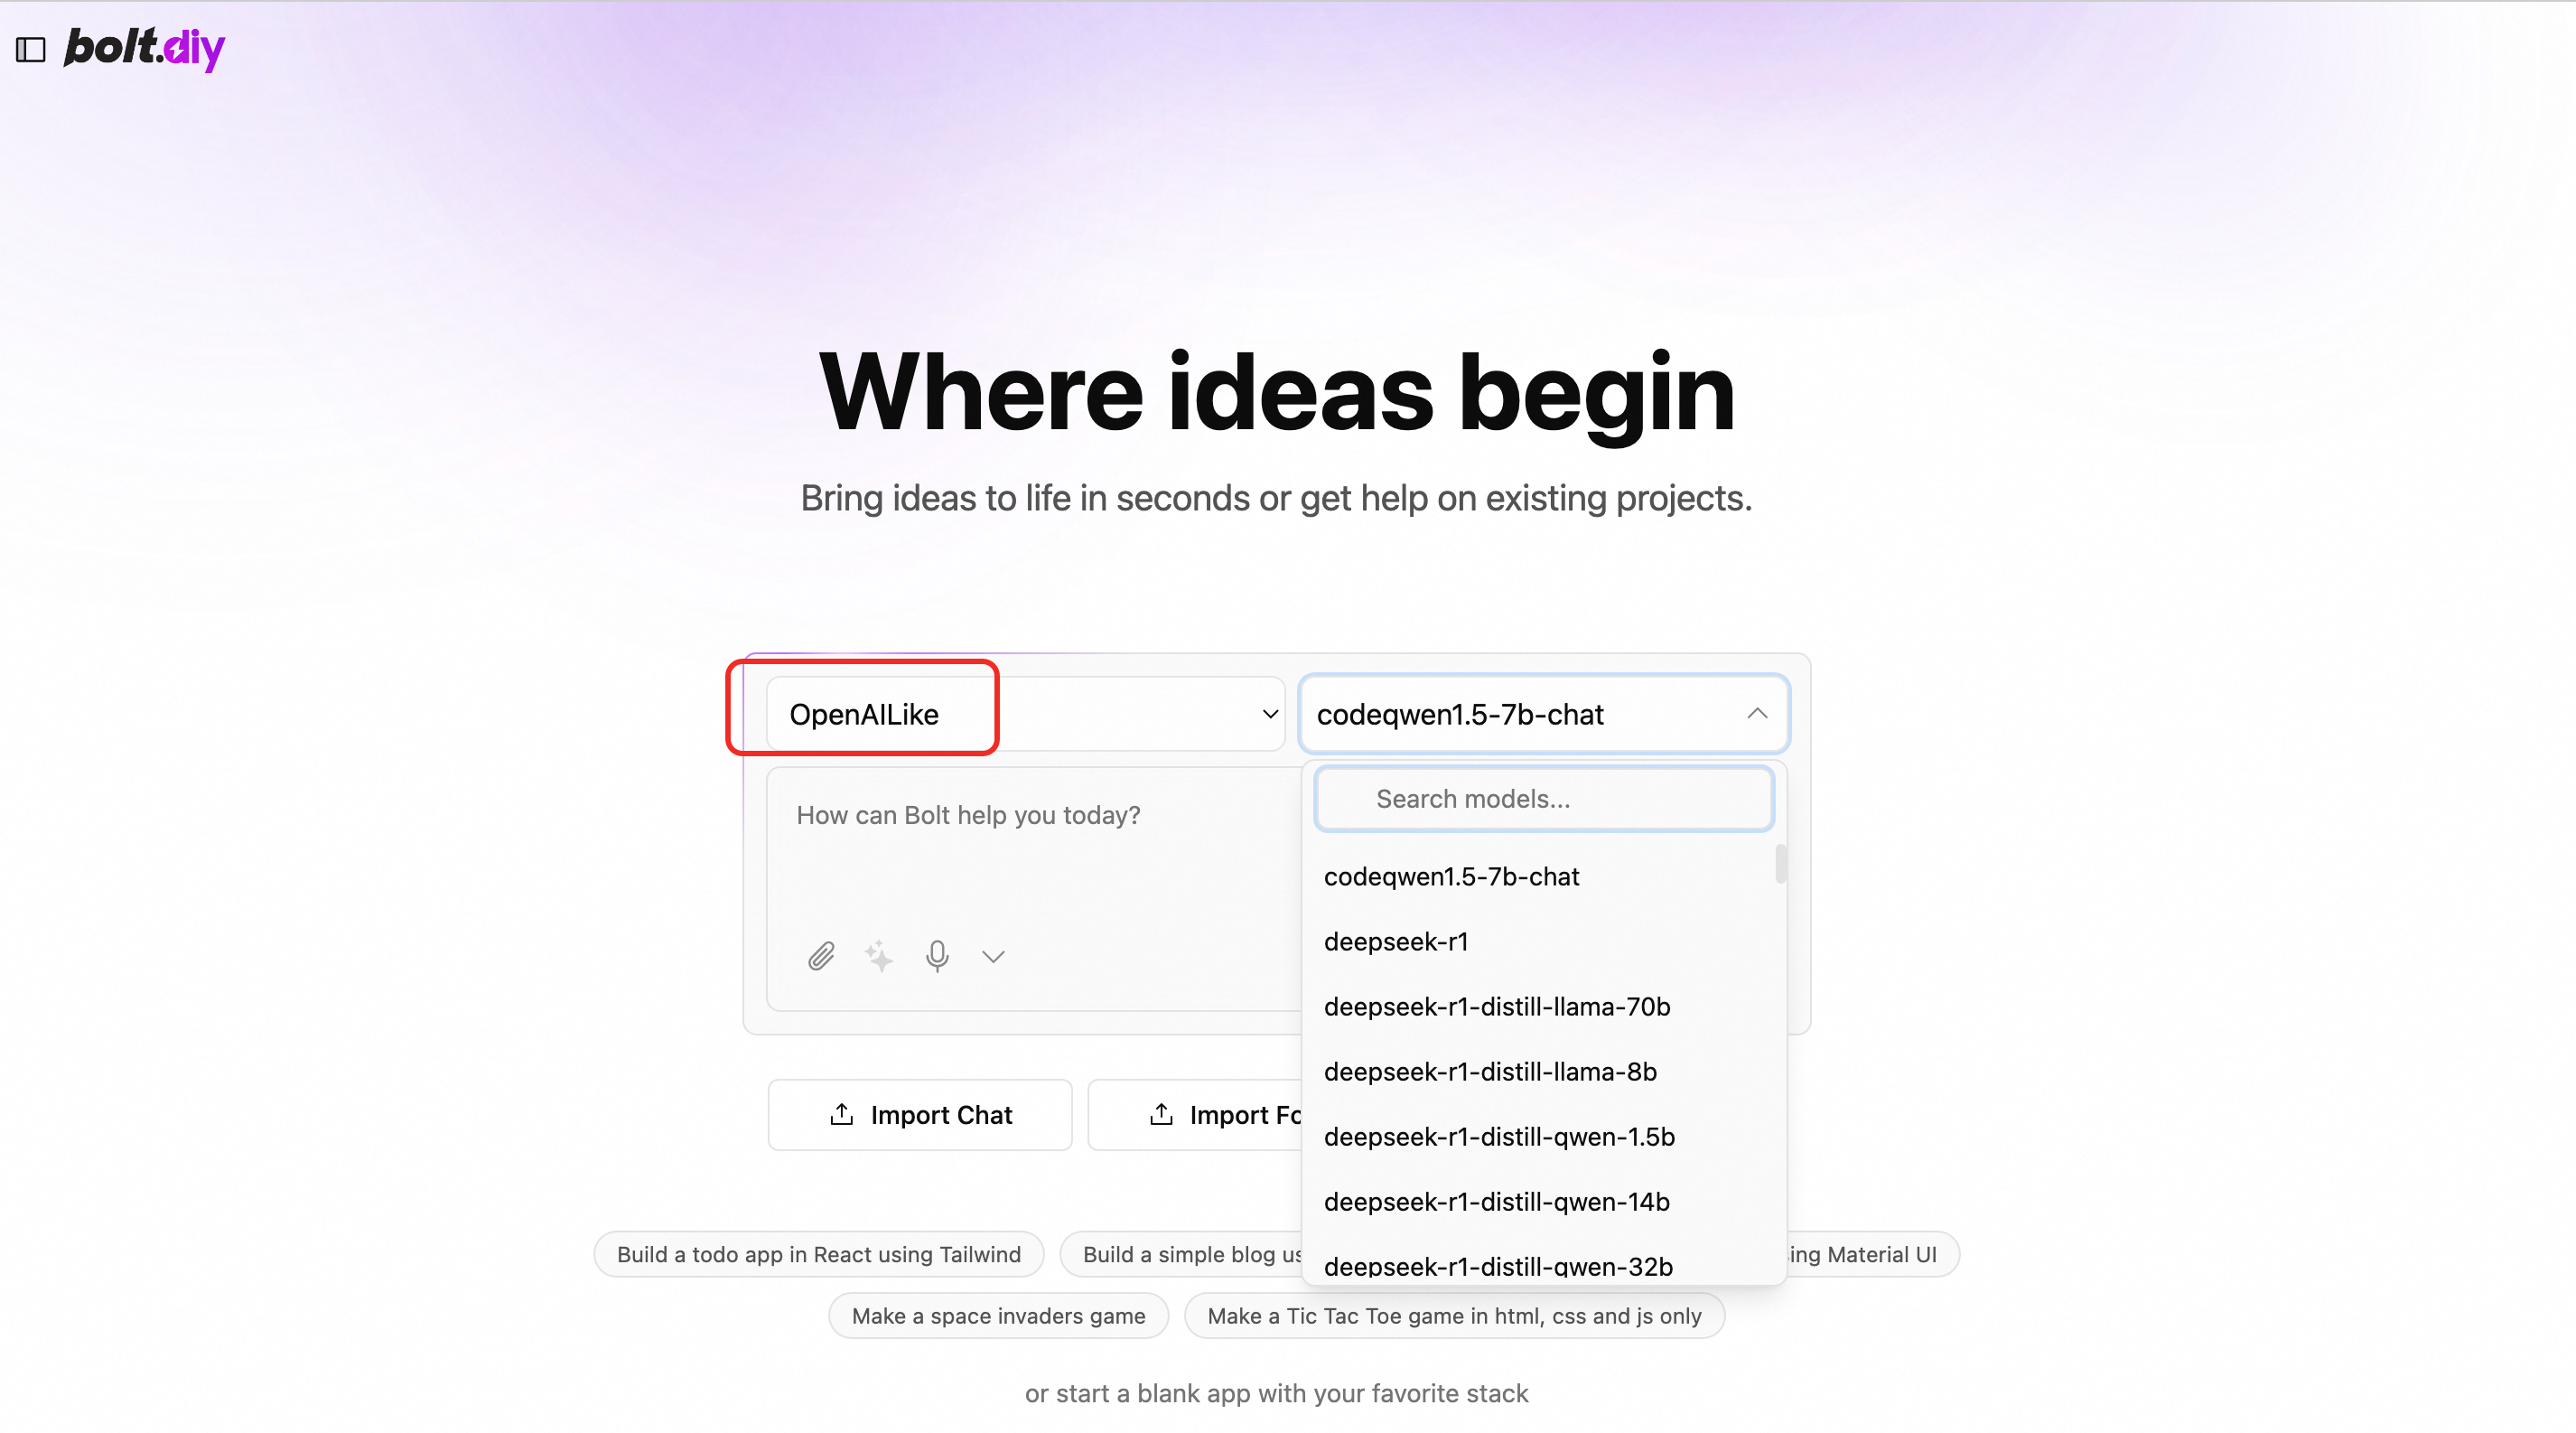 bolt.diy
Where ideas begin
Bring ideas to life in seconds or get help on existing projects.
OpenAILike
codeqwen1.5-7b-chat
How can Bolt help you today?
Search models...
codeqwen1.5-7b-chat
deepseek-r1
deepseek-r1-distill-llama-70b
deepseek-r1-distill-llama-8b
deepseek-r1-distill-qwen-1.5b
deepseek-r1-distill-qwen-14b
deepseek-r1-distill-qwen-32b
Import Chat
Import Fo
Build a todo app in React using Tailwind
Build a simple blog us
ing Material UI
Make a space invaders game
Make a Tic Tac Toe game in html, css and js only
or start a blank app with your favorite stack